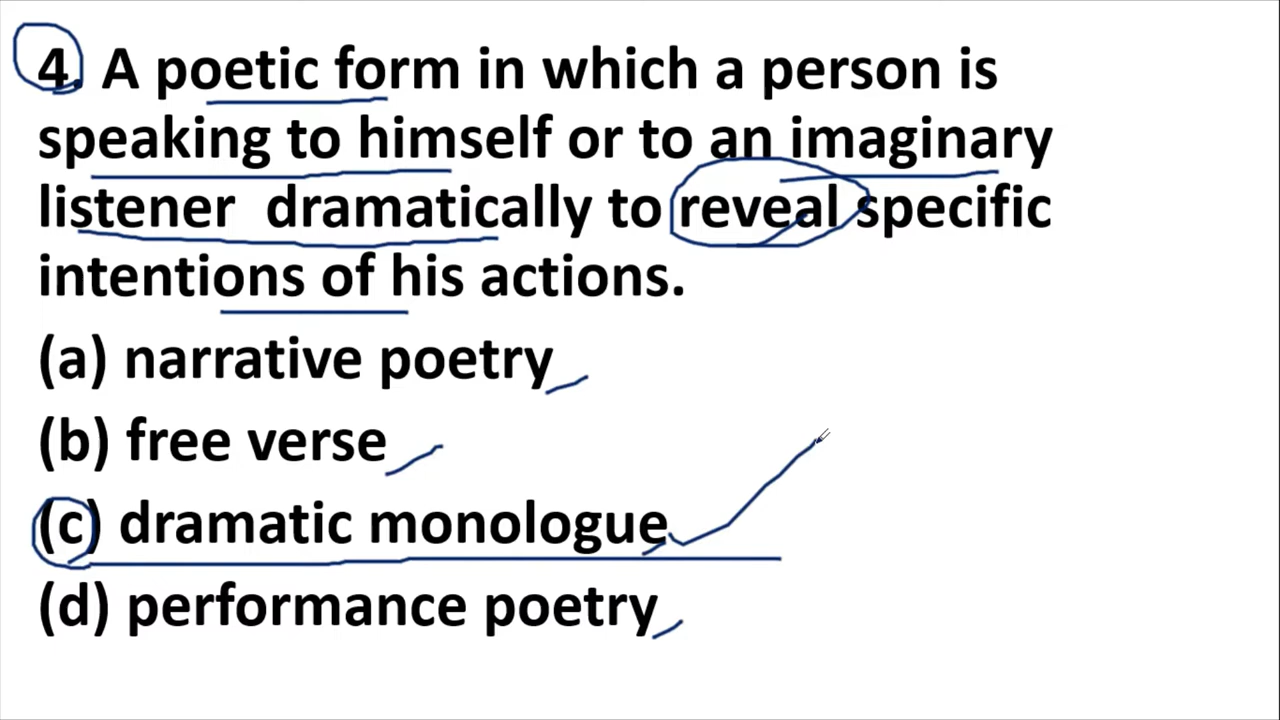 4. A poetic form in which a person is
speaking to himself or to an imaginary
listener dramatically to reveal specific
intentions of his actions.
(a) narrative poetry
(b) free verse
(c) dramatic monologue
(d) performance poetry